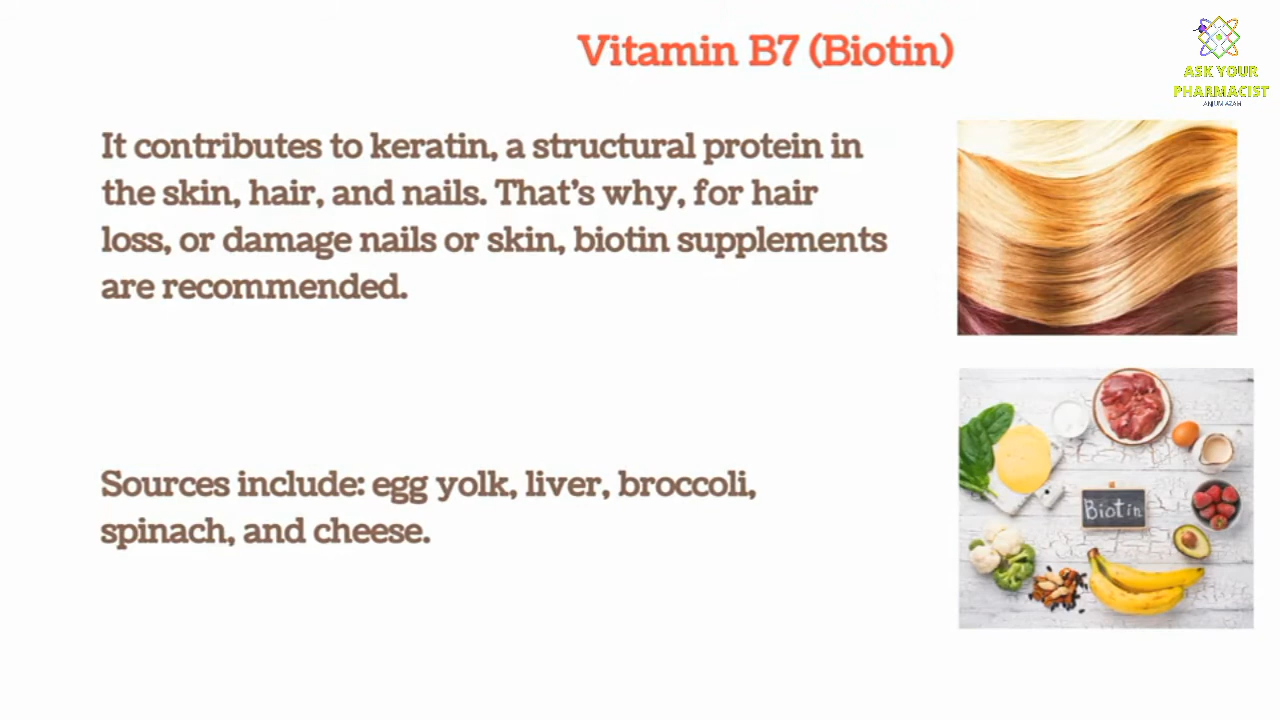 Vitamin B7 (Biotin)
ASK YOUR
PHARMACIST
ANJUM AZAM
It contributes to keratin, a structural protein in
the skin, hair, and nails. That's why, for hair
loss, or damage nails or skin, biotin supplements
are recommended.
Sources include: egg yolk, liver, broccoli,
spinach, and cheese.
Biotin